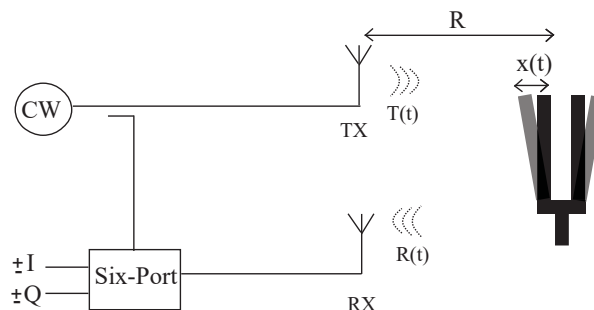 R
x(t)
CW
T(t)
TX
±I
Six-Port
R(t)
±Q
RX